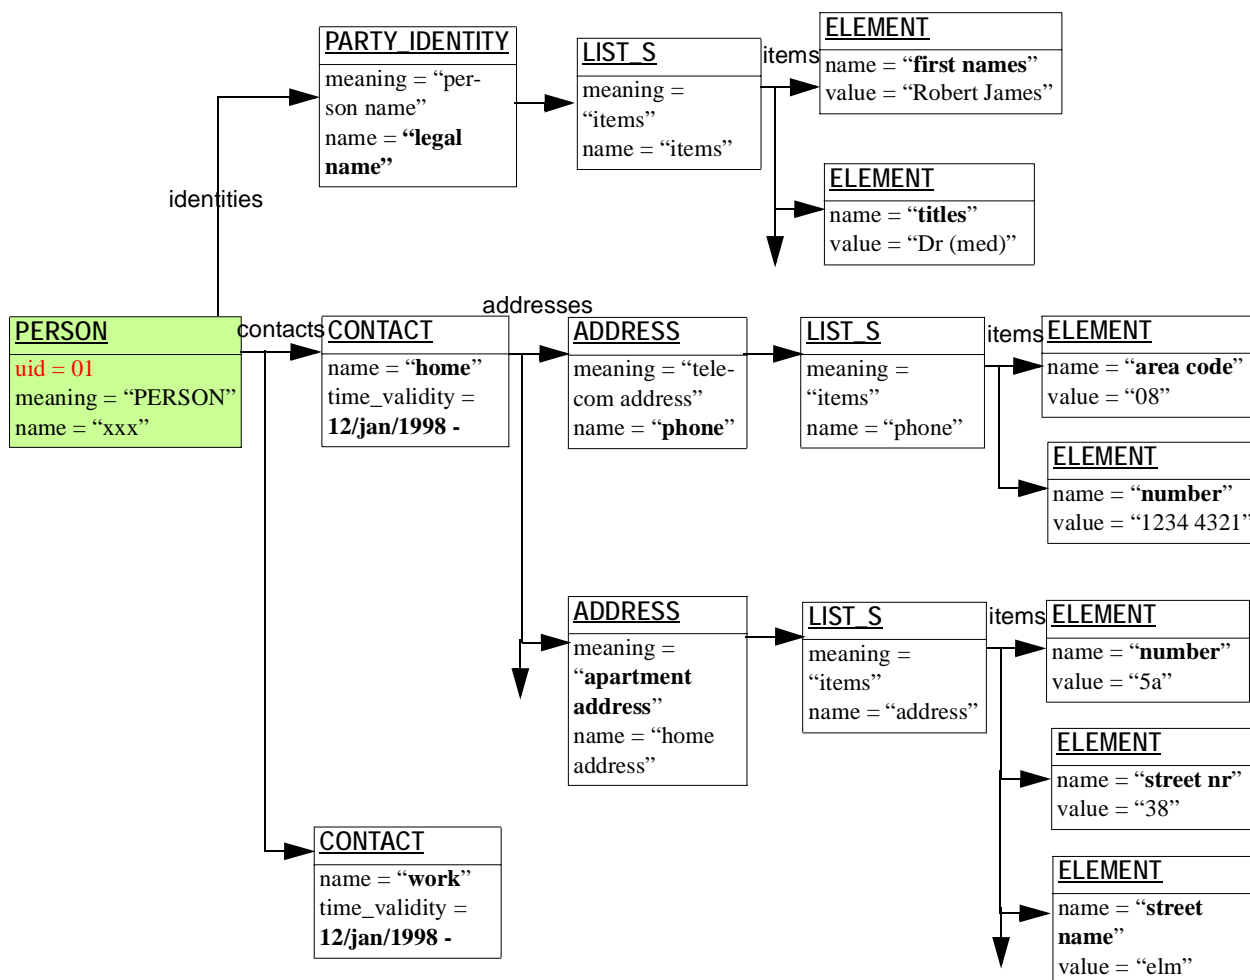 PARTY_IDENTITY
meaning = “per-
son name”
name = “legal
name”
LIST_S
meaning =
“items”
name = “items”
items
ELEMENT
name = “first names”
value = “Robert James”
ELEMENT
name = “titles”
value = “Dr (med)”
identities
PERSON
uid = 01
meaning = “PERSON”
name = “xxx”
contacts
CONTACT
name = “home”
time_validity =
12/jan/1998 -
addresses
ADDRESS
meaning = “tele-
com address”
name = “phone”
LIST_S
meaning =
“items”
name = “phone”
items
ELEMENT
name = “area code”
value = “08”
ELEMENT
name = “number”
value = “1234 4321”
ADDRESS
meaning =
“apartment
address”
name = “home
address”
LIST_S
meaning =
“items”
name = “address”
items
ELEMENT
name = “number”
value = “5a”
ELEMENT
name = “street nr”
value = “38”
ELEMENT
name = “street
name”
value = “elm”
CONTACT
name = “work”
time_validity =
12/jan/1998 -